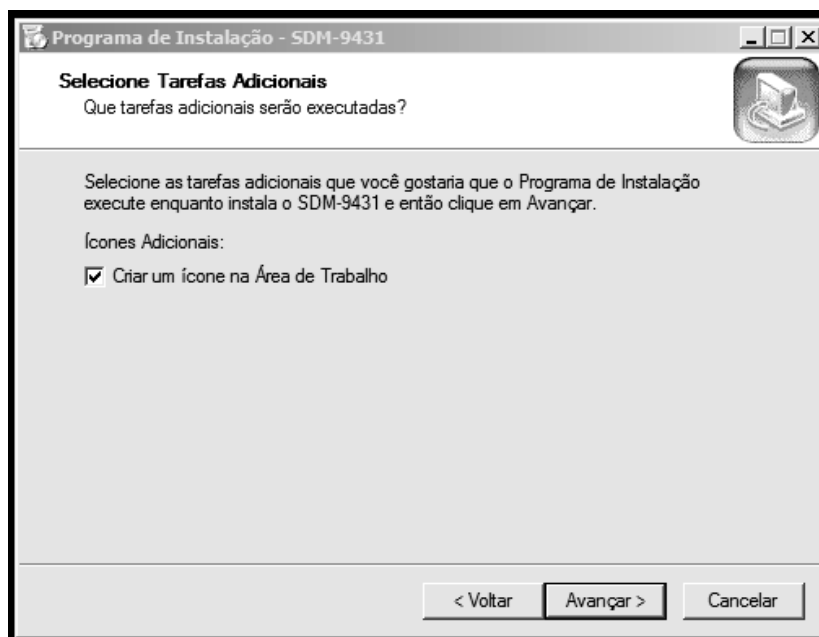 Programa de Instalação - SDM-9431
Selecione Tarefas Adicionais
Que tarefas adicionais serão executadas?
Selecione as tarefas adicionais que você gostaria que o Programa de Instalação
execute enquanto instala o SDM-9431 e então clique em Avançar.
Ícones Adicionais:
Criar um ícone na Área de Trabalho
< Voltar
Avançar >
Cancelar